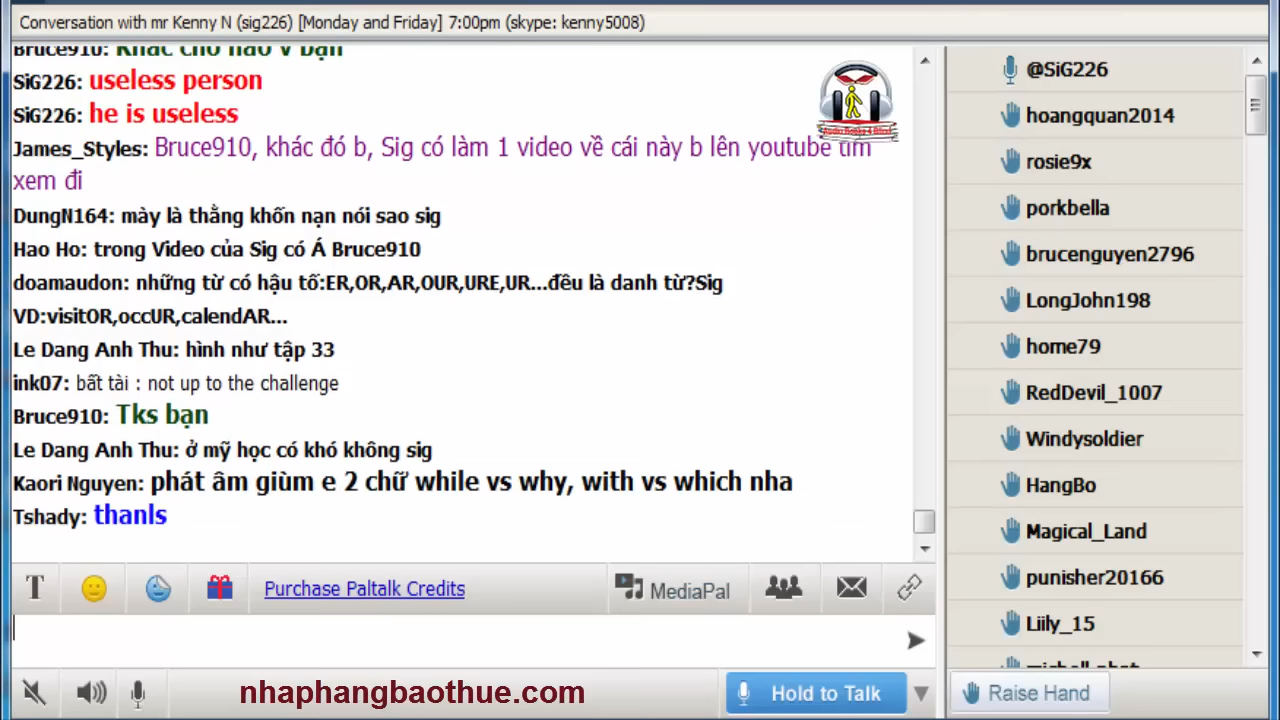 Conversation with mr Kenny N (sig226) [Monday and Friday] 7:00pm (skype: kenny5008)
Bruce910: Khác chỗ nào v bạn
SiG226: useless person
SiG226: he is useless
James_Styles: Bruce910, khác đó b, Sig có làm 1 video về cái này b lên youtube tìm
xem đi
DungN164: mày là thằng khốn nạn nói sao sig
Hao Ho: trong Video của Sig có Á Bruce910
doamaudon: những từ có hậu tố:ER,OR,AR,OUR,URE,UR...đều là danh từ?Sig
VD:visitOR,occUR,calendAR...
Le Dang Anh Thu: hình như tập 33
ink07: bất tài : not up to the challenge
Bruce910: Tks bạn
Le Dang Anh Thu: ở mỹ học có khó không sig
Kaori Nguyen: phát âm giùm e 2 chữ while vs why, with vs which nha
Tshady: thanls
T
Purchase Paltalk Credits
MediaPal
nhaphangbaothue.com
Hold to Talk
@SiG226
hoangquan2014
rosie9x
porkbella
brucenguyen2796
LongJohn198
home79
RedDevil_1007
Windysoldier
HangBo
Magical_Land
punisher20166
Liily_15
Raise Hand